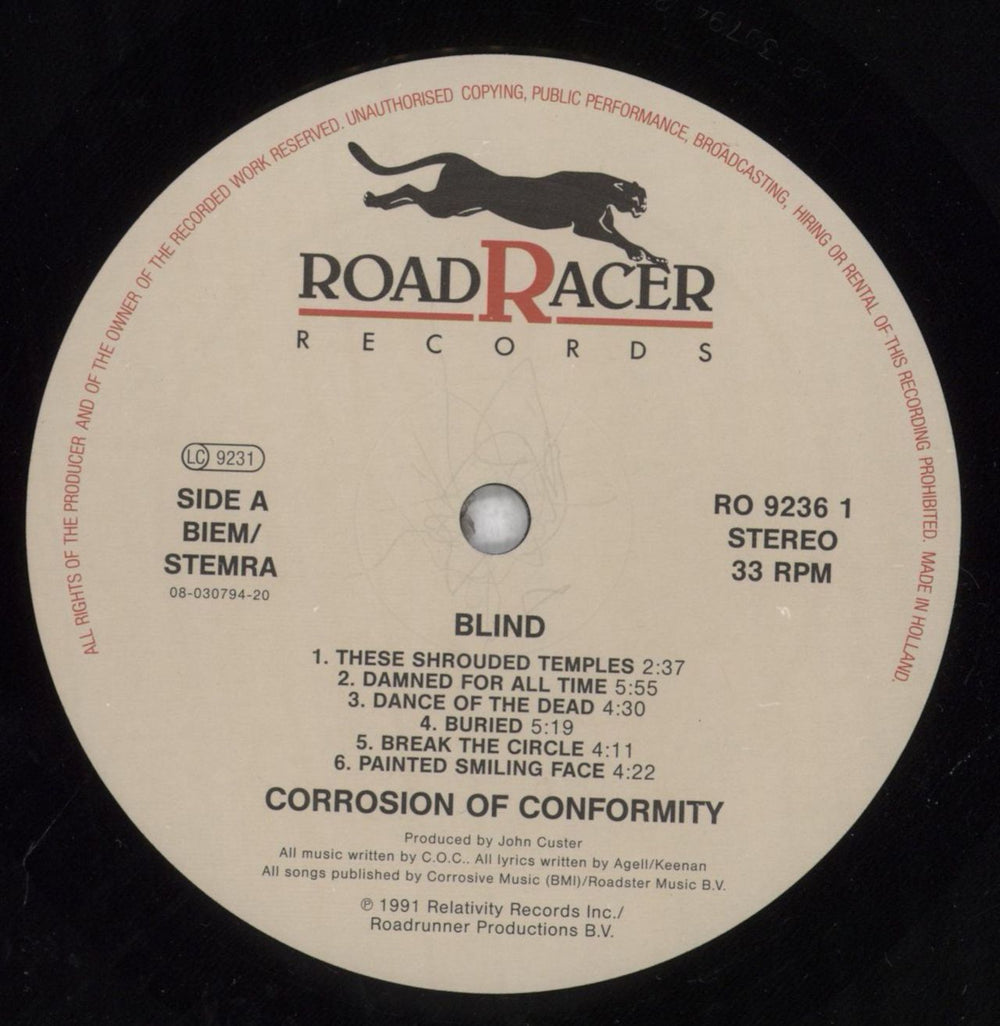 ALL RIGHTS OF THE PRODUCER AND OF THE OWNER OF THE RECORDED WORK RESERVED. UNAUTHORISED COPYING, PUBLIC PERFORMANCE, BROADCASTING, HIRING OR RENTAL OF THIS RECORDING PROHIBITED. MADE IN HOLLAND.
ROADRACER
RECORDS
LC 9231
SIDE A
BIEM/
STEMRA
08-030794-20
RO 9236 1
STEREO
33 RPM
BLIND
1. THESE SHROUDED TEMPLES 2:37
2. DAMNED FOR ALL TIME 5:55
3. DANCE OF THE DEAD 4:30
4. BURIED 5:19
5. BREAK THE CIRCLE 4:11
6. PAINTED SMILING FACE 4:22
CORROSION OF CONFORMITY
Produced by John Custer
All music written by C.O.C.. All lyrics written by Agell/Keenan
All songs published by Corrosive Music (BMI)/Roadster Music B.V.
℗ 1991 Relativity Records Inc./
Roadrunner Productions B.V.